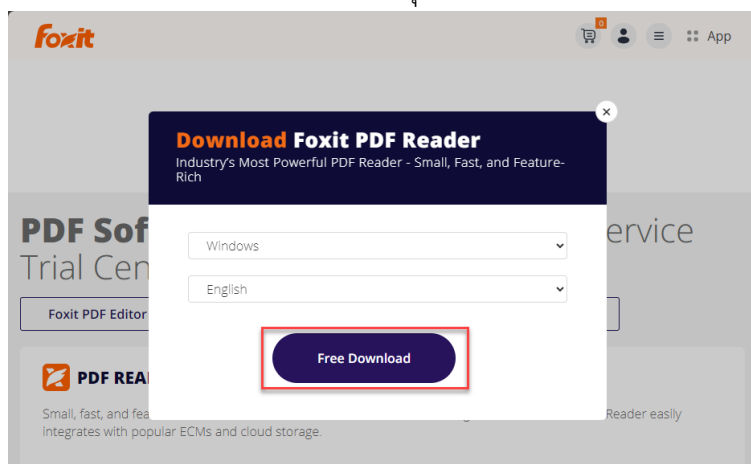 foxit
0
App
Download Foxit PDF Reader
Industry's Most Powerful PDF Reader - Small, Fast, and Feature-
Rich
PDF Sof ervice
Trial Cen
Windows
English
Foxit PDF Editor
Free Download
PDF REA
Small, fast, and fea Reader easily
integrates with popular ECMs and cloud storage.